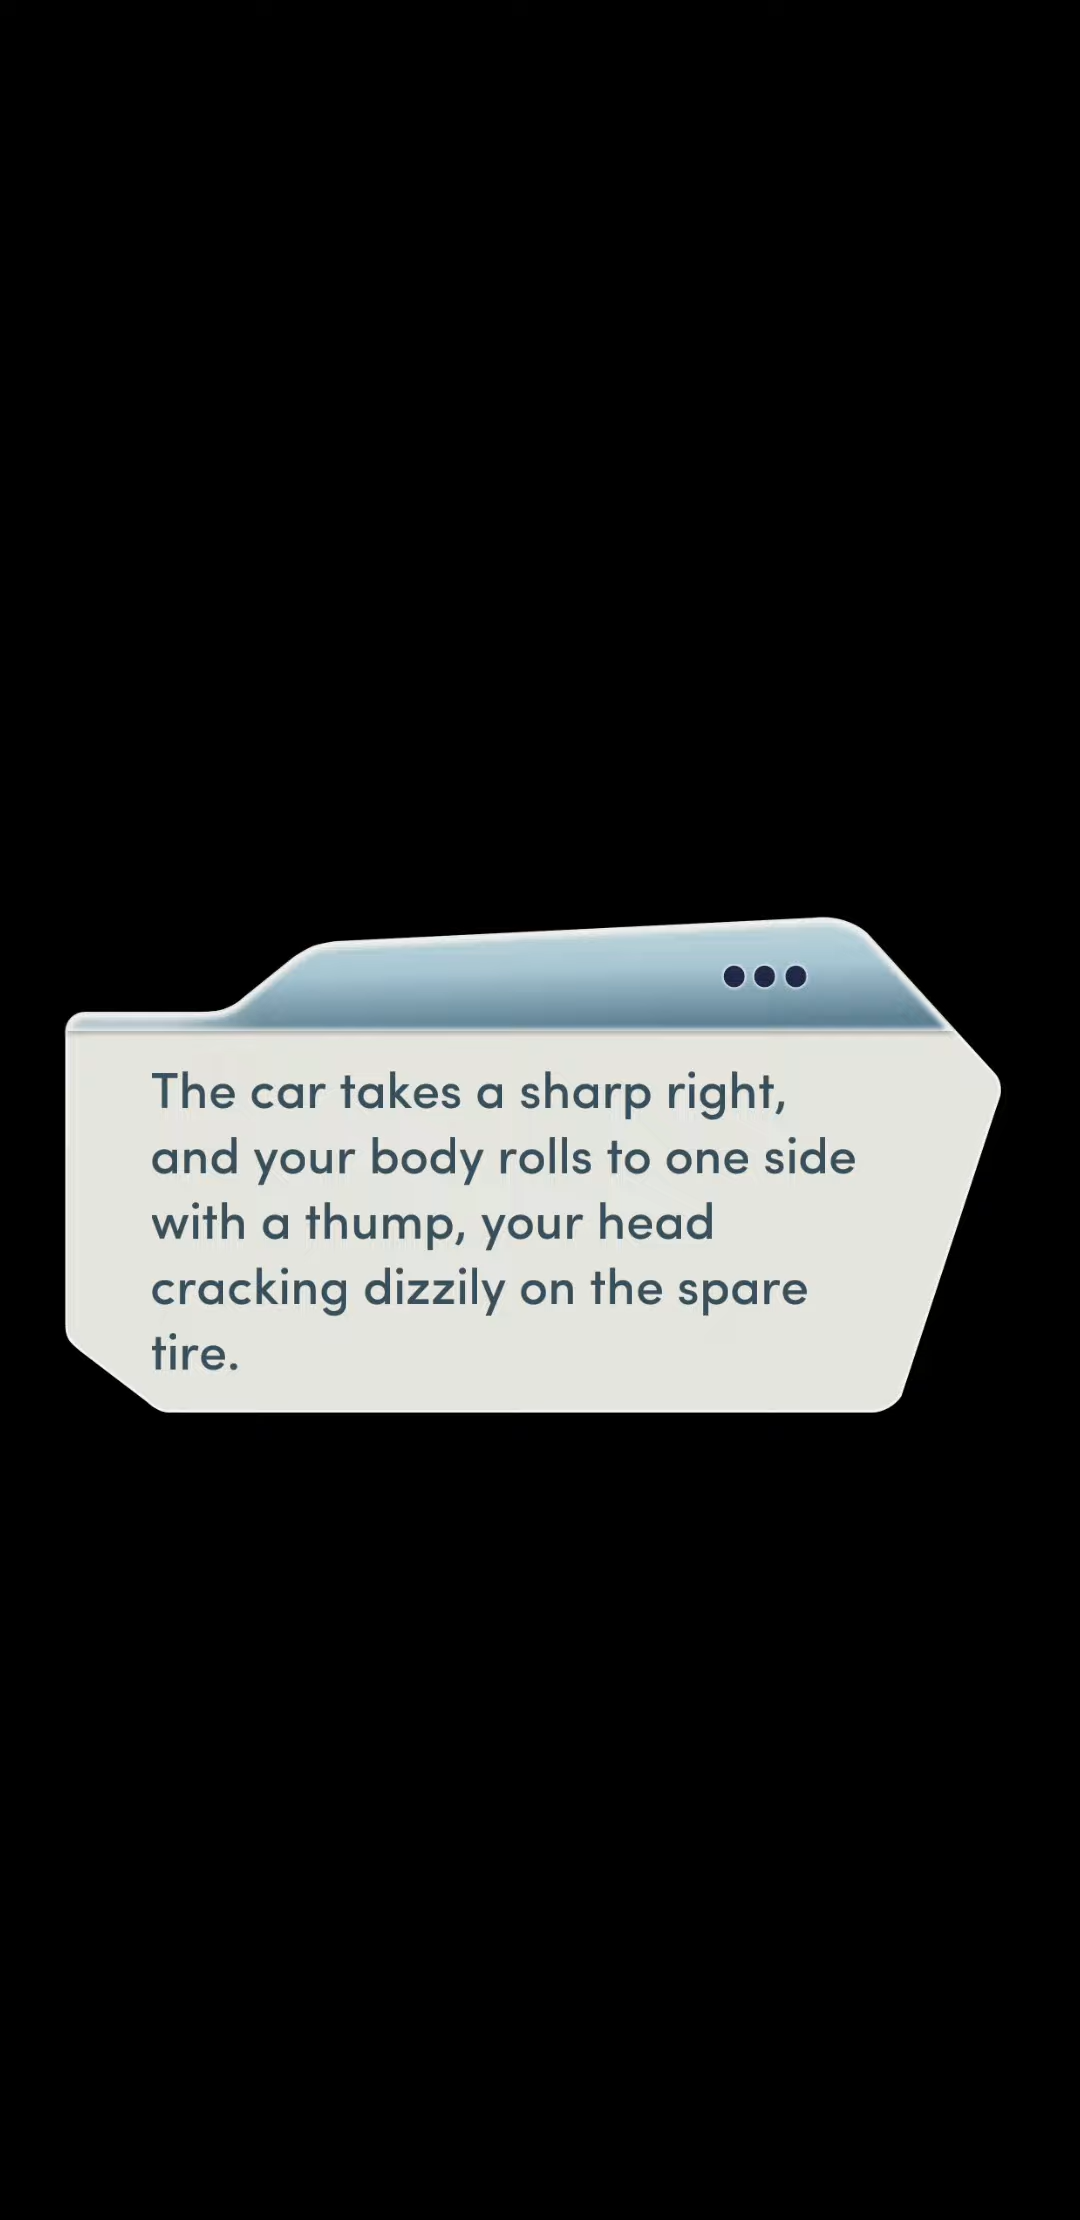 The car takes a sharp right,
and your body rolls to one side
with a thump, your head
cracking dizzily on the spare
tire.